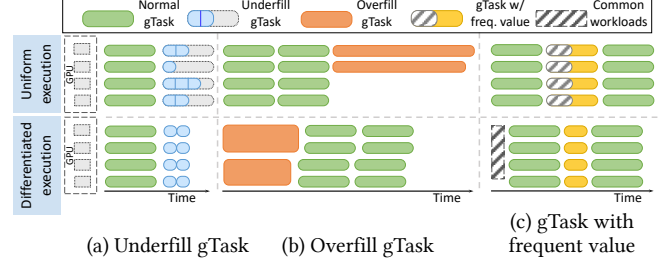 Normal gTask
Underfill gTask
Overfill gTask
gTask w/ freq. value
Common workloads
Uniform execution
GPU
Differentiated execution
GPU
Time
Time
Time
(a) Underfill gTask
(b) Overfill gTask
(c) gTask with
frequent value